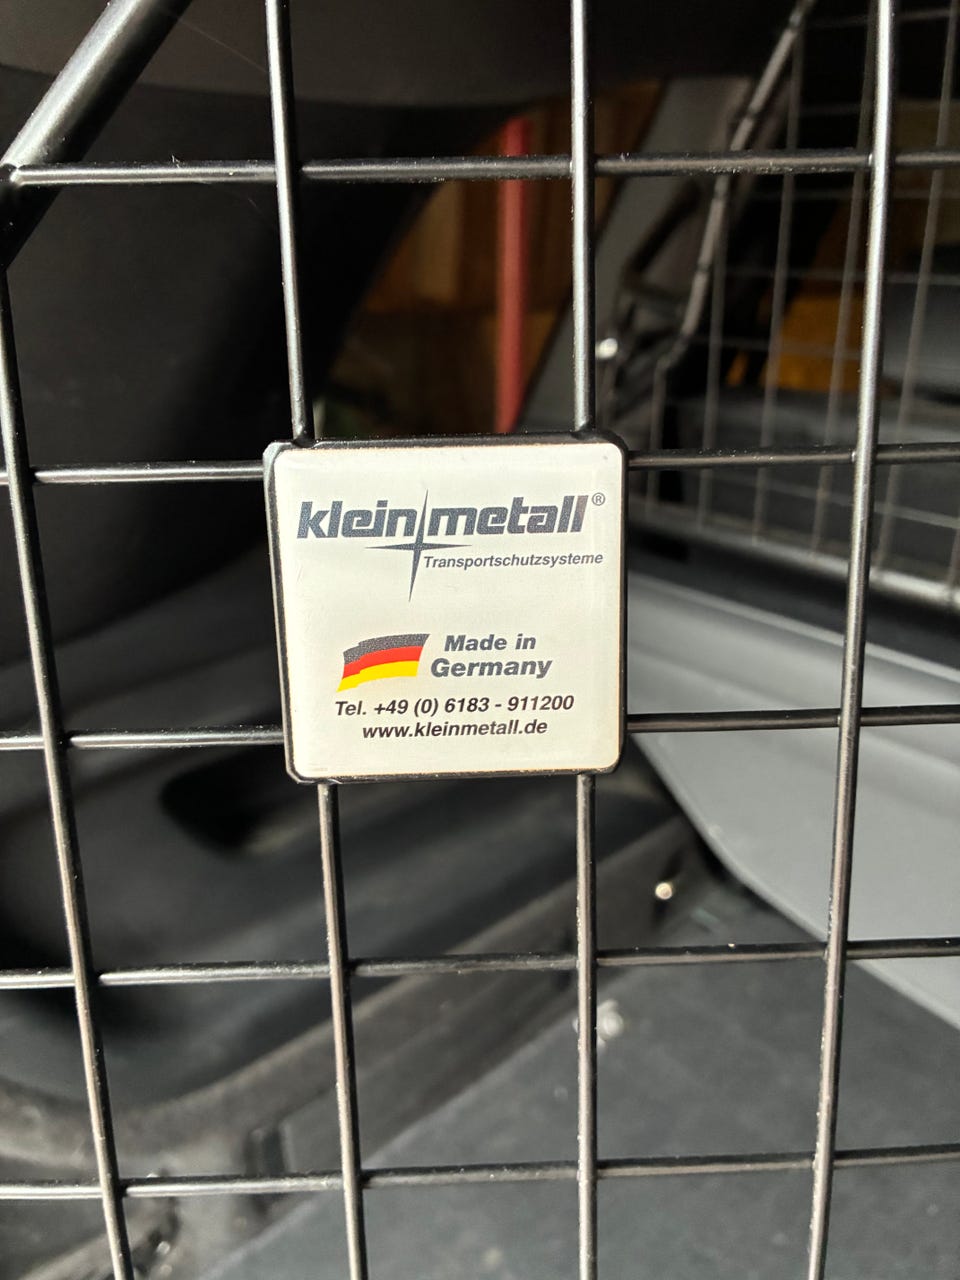 kleinmetall®
Transportschutzsysteme
Made in
Germany
Tel. +49 (0) 6183 - 911200
www.kleinmetall.de